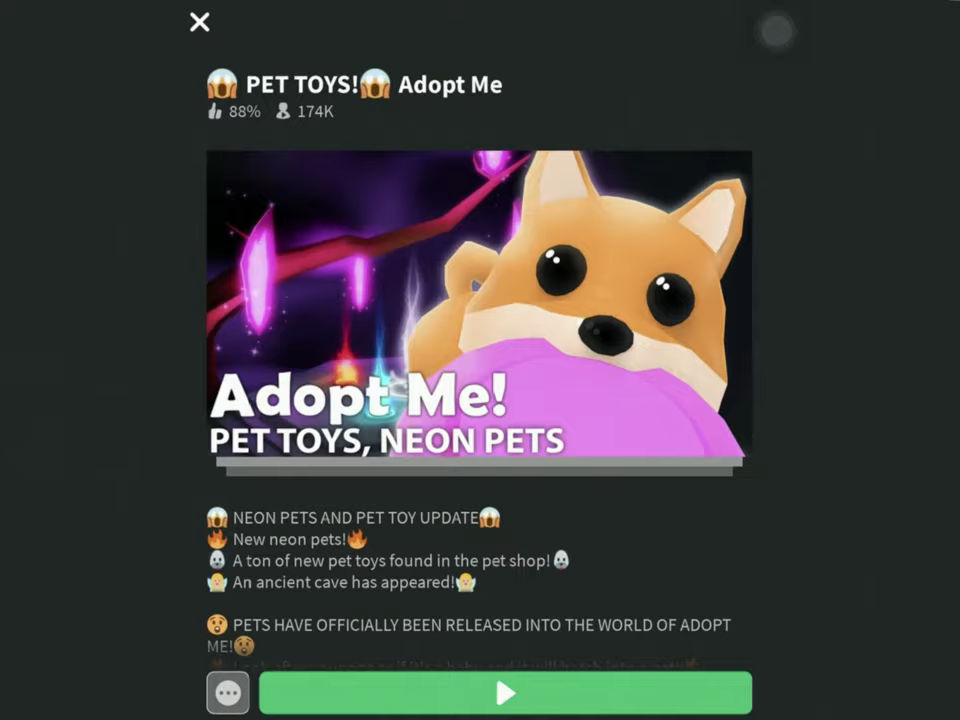 😱 PET TOYS!😱 Adopt Me
88% 174K
Adopt Me!
PET TOYS, NEON PETS
😱 NEON PETS AND PET TOY UPDATE😱
🔥 New neon pets!🔥
💀 A ton of new pet toys found in the pet shop!💀
🧚 An ancient cave has appeared!🧚
😲 PETS HAVE OFFICIALLY BEEN RELEASED INTO THE WORLD OF ADOPT
ME!😲